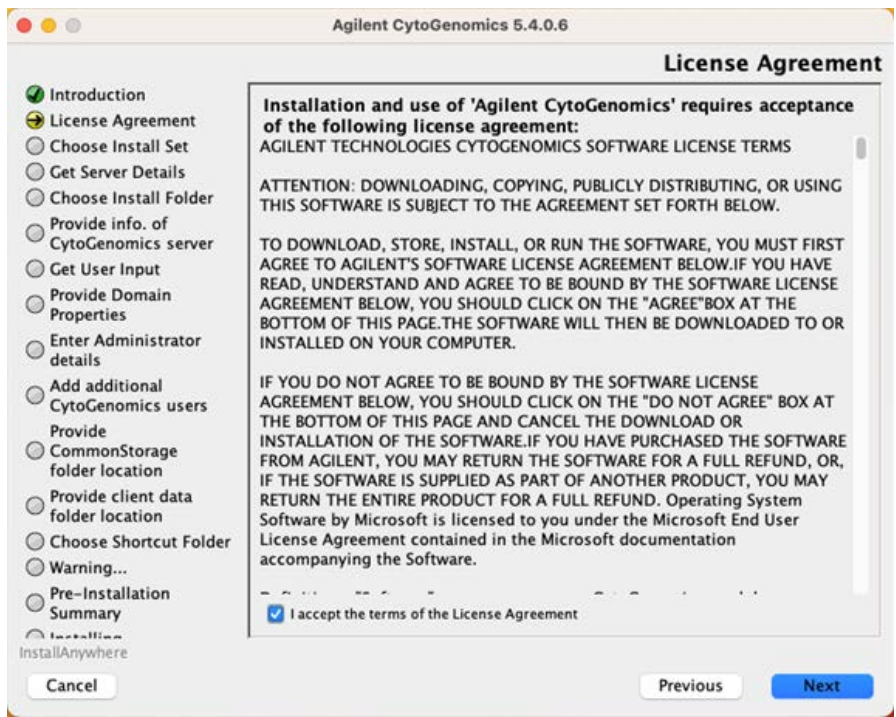 Agilent CytoGenomics 5.4.0.6
License Agreement
Introduction
License Agreement
Choose Install Set
Get Server Details
Choose Install Folder
Provide info. of
CytoGenomics server
Get User Input
Provide Domain
Properties
Enter Administrator
details
Add additional
CytoGenomics users
Provide
CommonStorage
folder location
Provide client data
folder location
Choose Shortcut Folder
Warning...
Pre-Installation
Summary
Installing
Installation and use of 'Agilent CytoGenomics' requires acceptance
of the following license agreement:
AGILENT TECHNOLOGIES CYTOGENOMICS SOFTWARE LICENSE TERMS
ATTENTION: DOWNLOADING, COPYING, PUBLICLY DISTRIBUTING, OR USING
THIS SOFTWARE IS SUBJECT TO THE AGREEMENT SET FORTH BELOW.
TO DOWNLOAD, STORE, INSTALL, OR RUN THE SOFTWARE, YOU MUST FIRST
AGREE TO AGILENT'S SOFTWARE LICENSE AGREEMENT BELOW.IF YOU HAVE
READ, UNDERSTAND AND AGREE TO BE BOUND BY THE SOFTWARE LICENSE
AGREEMENT BELOW, YOU SHOULD CLICK ON THE "AGREE"BOX AT THE
BOTTOM OF THIS PAGE.THE SOFTWARE WILL THEN BE DOWNLOADED TO OR
INSTALLED ON YOUR COMPUTER.
IF YOU DO NOT AGREE TO BE BOUND BY THE SOFTWARE LICENSE
AGREEMENT BELOW, YOU SHOULD CLICK ON THE "DO NOT AGREE" BOX AT
THE BOTTOM OF THIS PAGE AND CANCEL THE DOWNLOAD OR
INSTALLATION OF THE SOFTWARE.IF YOU HAVE PURCHASED THE SOFTWARE
FROM AGILENT, YOU MAY RETURN THE SOFTWARE FOR A FULL REFUND, OR,
IF THE SOFTWARE IS SUPPLIED AS PART OF ANOTHER PRODUCT, YOU MAY
RETURN THE ENTIRE PRODUCT FOR A FULL REFUND. Operating System
Software by Microsoft is licensed to you under the Microsoft End User
License Agreement contained in the Microsoft documentation
accompanying the Software.
I accept the terms of the License Agreement
InstallAnywhere
Cancel
Previous
Next